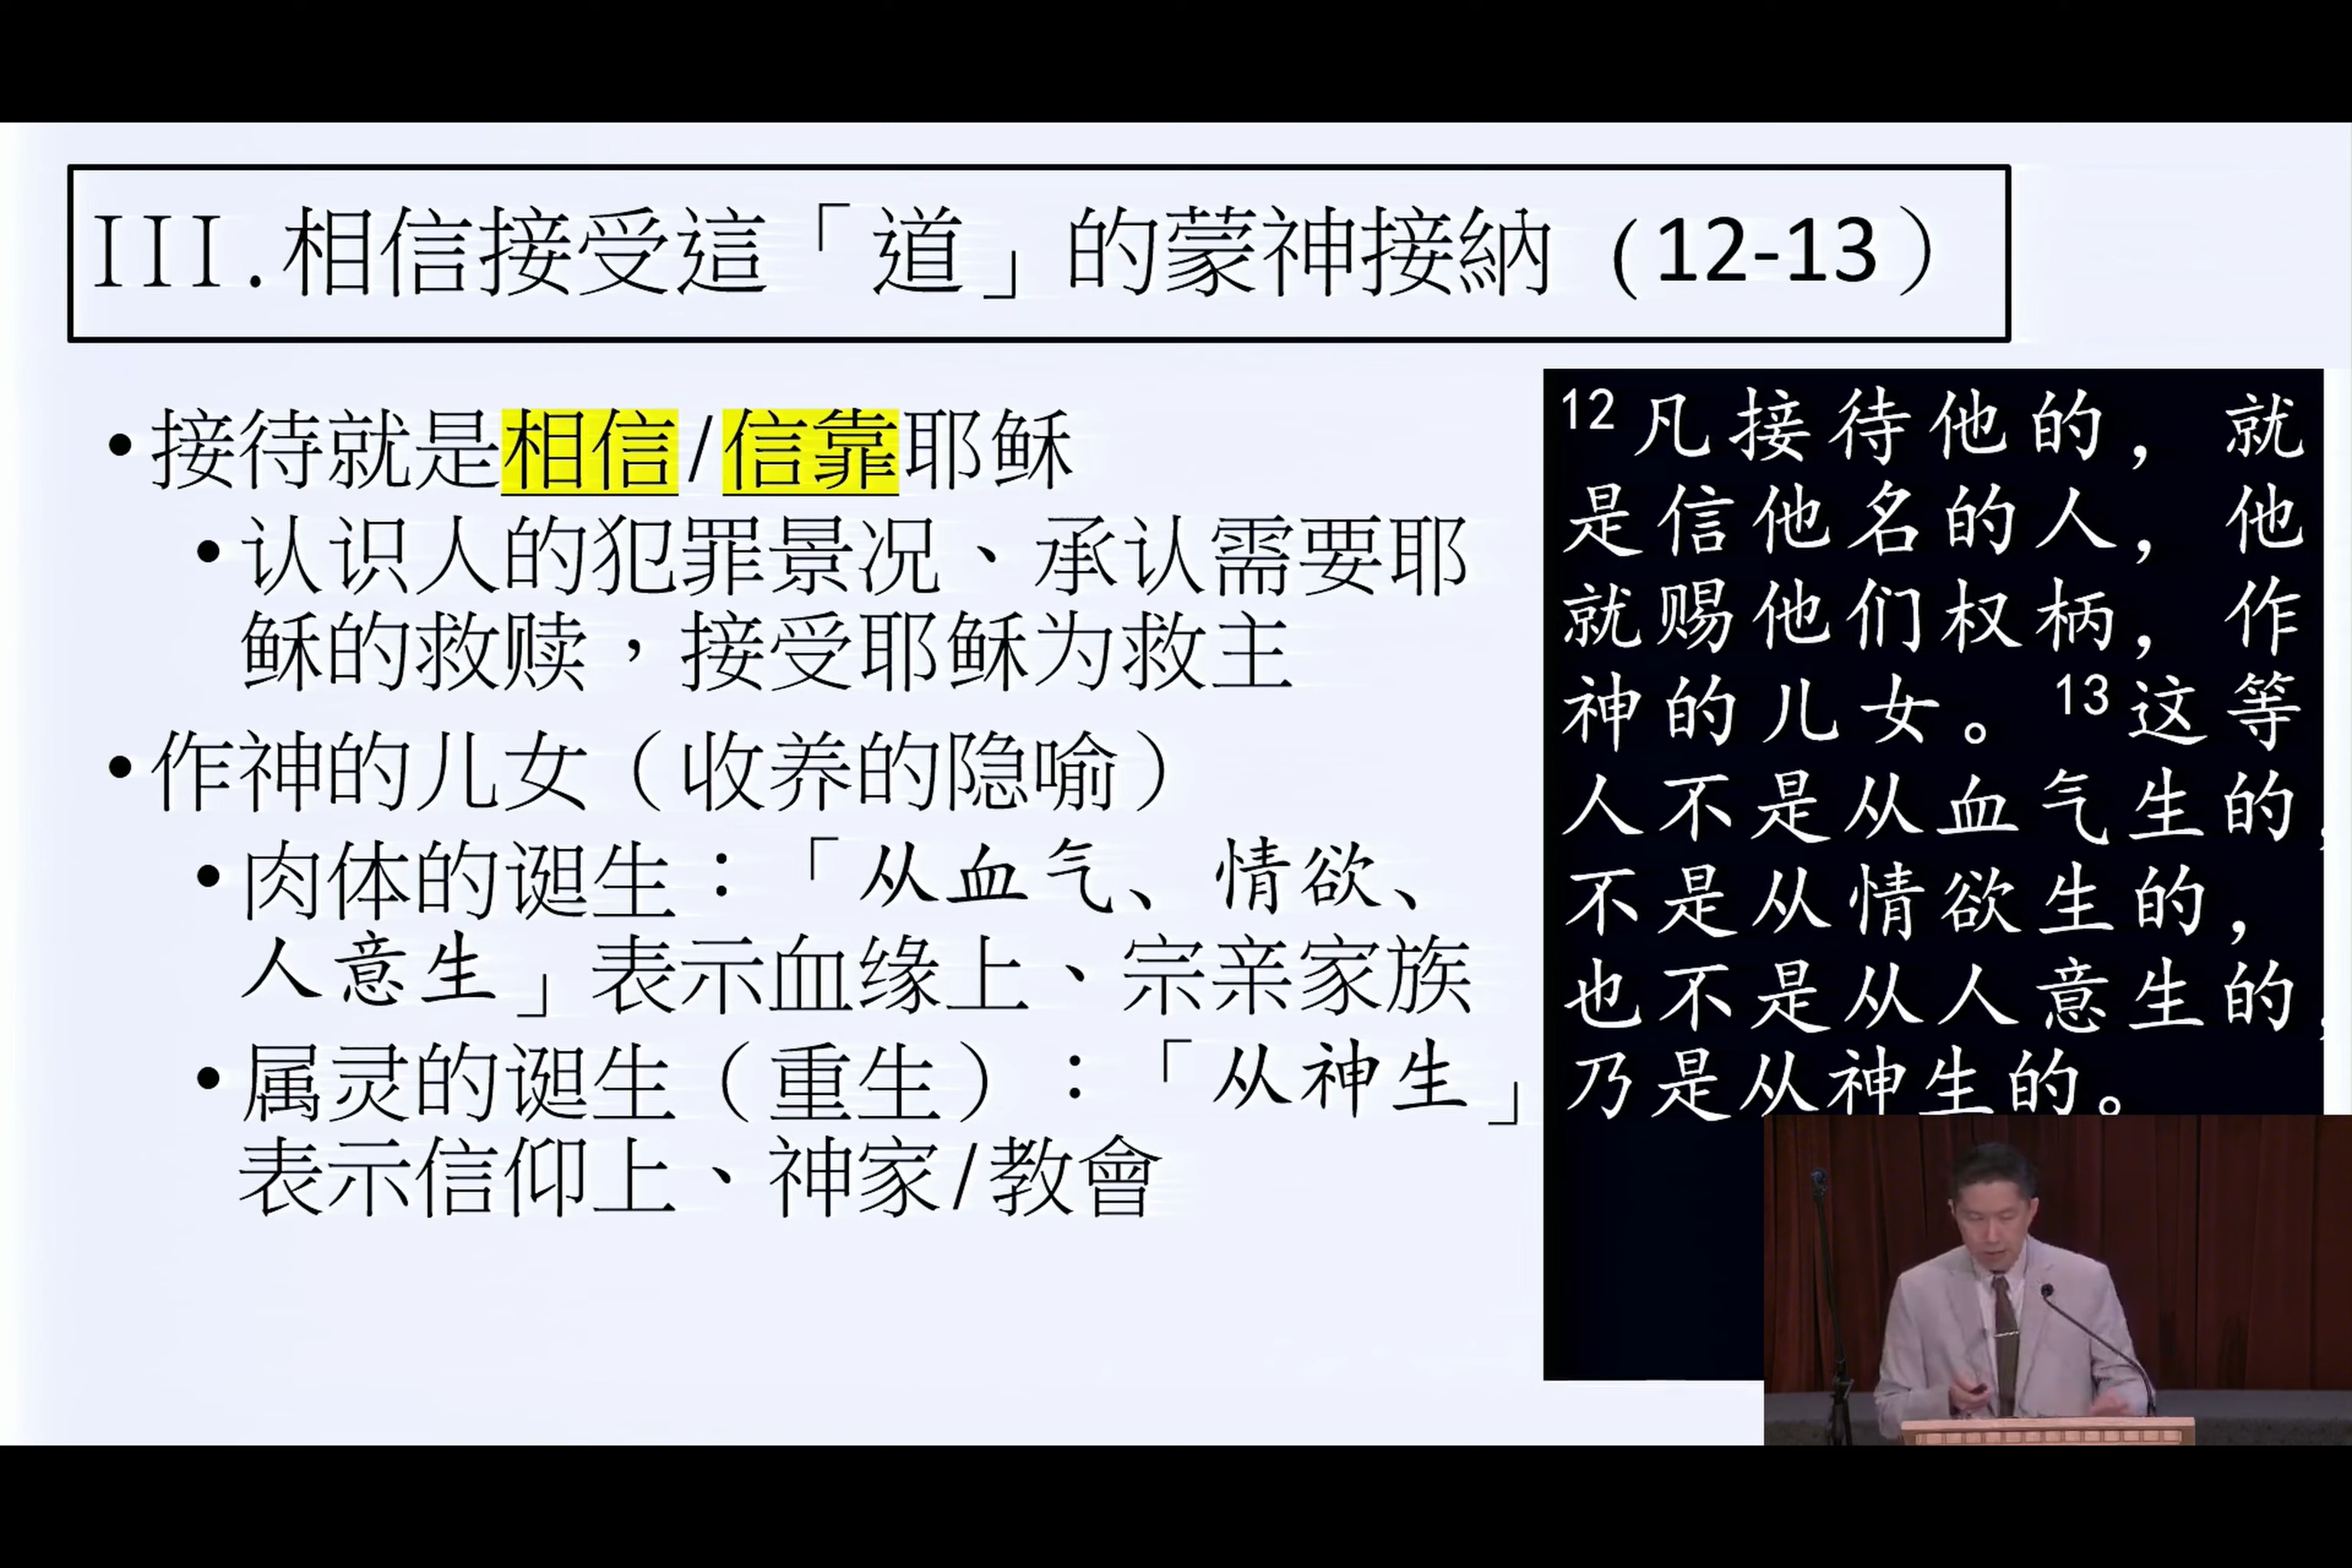 III.相信接受這「道」的蒙神接納(12-13)
•接待就是相信/信靠耶稣
•认识人的犯罪景况、承认需要耶
稣的救赎，接受耶稣为救主
•作神的儿女（收养的隐喻）
•肉体的诞生：「从血气、情欲、
人意生」表示血缘上、宗亲家族
•属灵的诞生（重生）：「从神生」
表示信仰上、神家/教會
12凡接待他的，就
是信他名的人，他
就赐他们权柄，作
神的儿女。13这等
人不是从血气生的，
不是从情欲生的，
也不是从人意生的，
乃是从神生的。